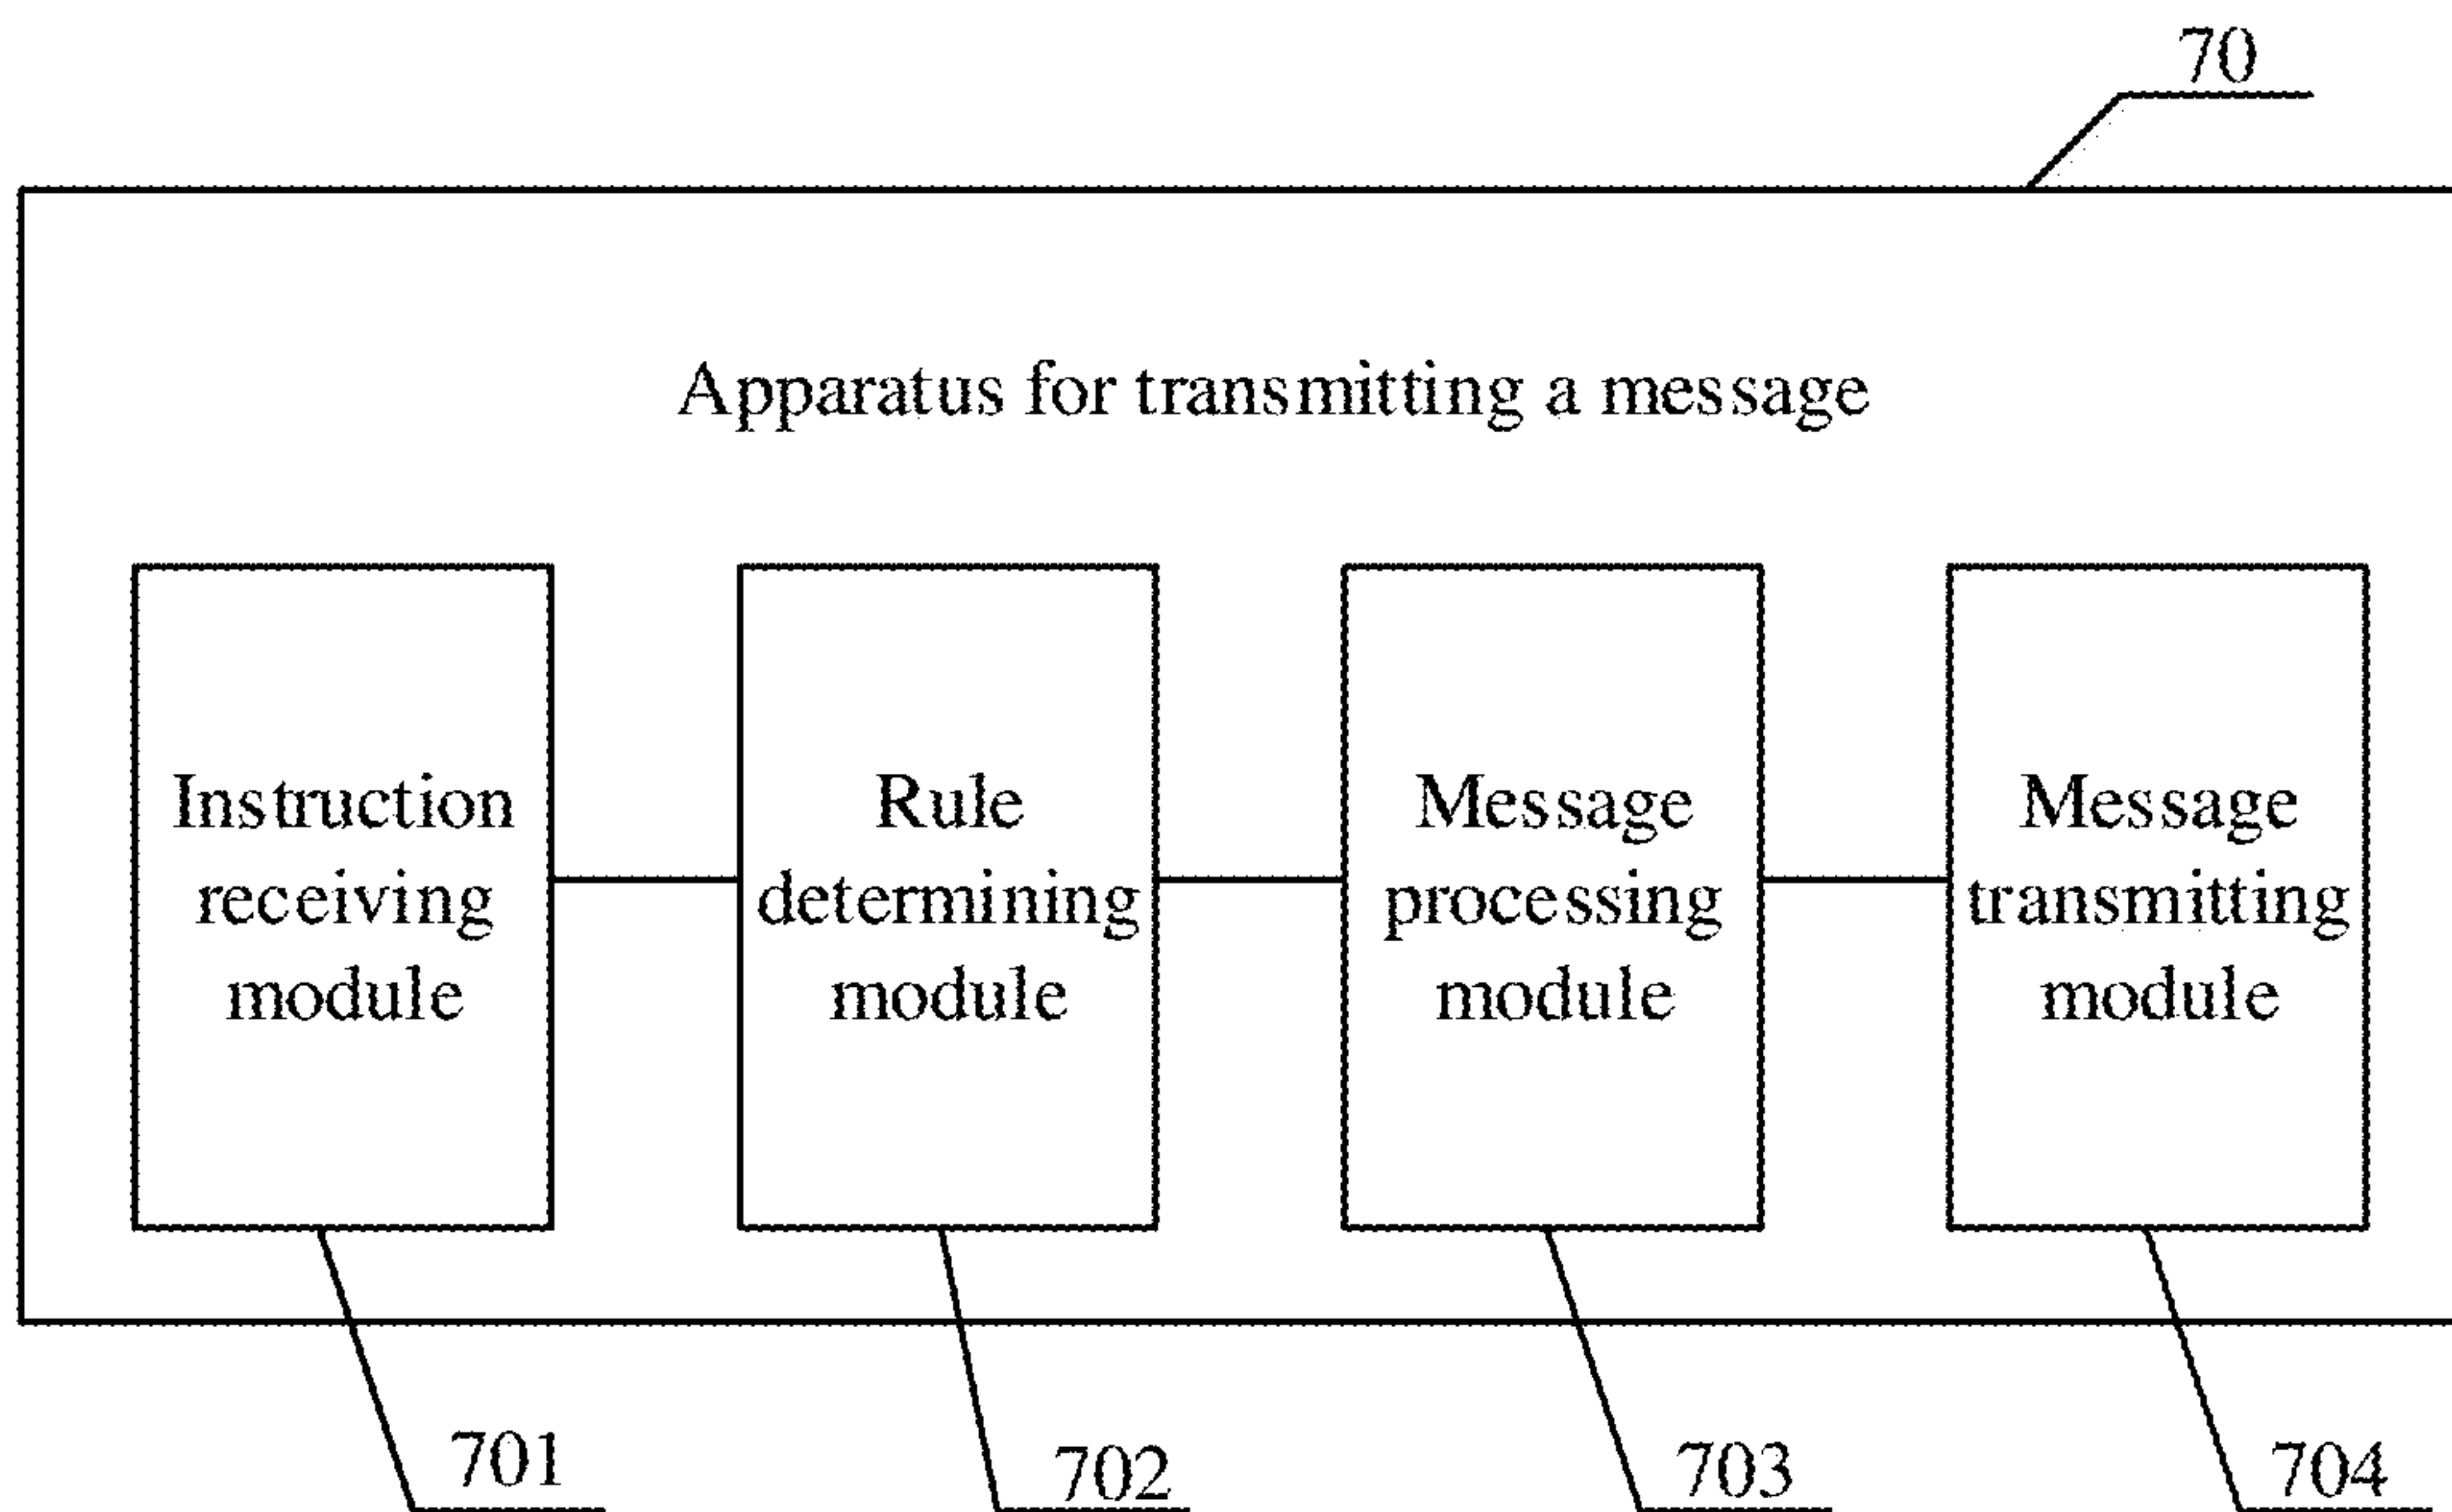 70
Apparatus for transmitting a message
Instruction
receiving
module
Rule
determining
module
Message
processing
module
Message
transmitting
module
701
702
703
704